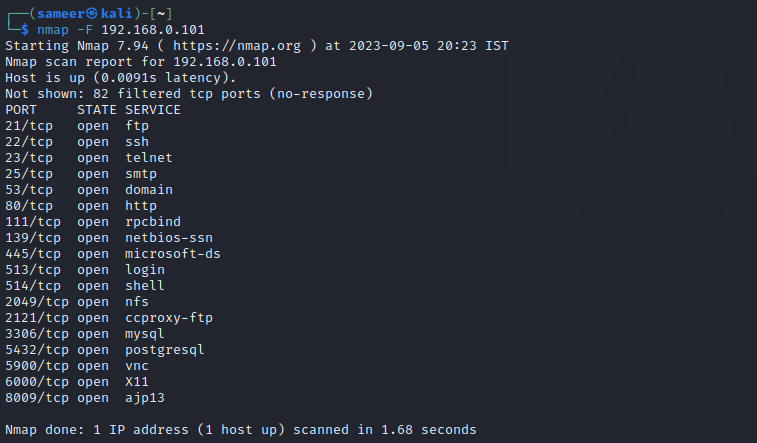 ┌──(sameer㉿kali)-[~]
└─$ nmap -F 192.168.0.101
Starting Nmap 7.94 ( https://nmap.org ) at 2023-09-05 20:23 IST
Nmap scan report for 192.168.0.101
Host is up (0.0091s latency).
Not shown: 82 filtered tcp ports (no-response)
PORT     STATE SERVICE
21/tcp   open  ftp
22/tcp   open  ssh
23/tcp   open  telnet
25/tcp   open  smtp
53/tcp   open  domain
80/tcp   open  http
111/tcp  open  rpcbind
139/tcp  open  netbios-ssn
445/tcp  open  microsoft-ds
513/tcp  open  login
514/tcp  open  shell
2049/tcp open  nfs
2121/tcp open  ccproxy-ftp
3306/tcp open  mysql
5432/tcp open  postgresql
5900/tcp open  vnc
6000/tcp open  X11
8009/tcp open  ajp13

Nmap done: 1 IP address (1 host up) scanned in 1.68 seconds